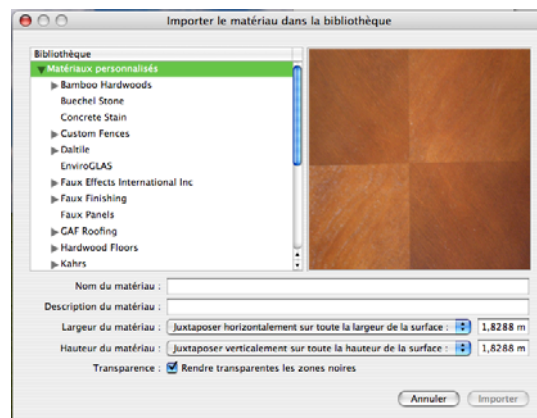 Importer le matériau dans la bibliothèque
Bibliothèque
Matériaux personnalisés
Bamboo Hardwoods
Buechel Stone
Concrete Stain
Custom Fences
Daltile
EnviroGLAS
Faux Effects International Inc
Faux Finishing
Faux Panels
GAF Roofing
Hardwood Floors
Kahrs
Nom du matériau :
Description du matériau :
Largeur du matériau : Juxtaposer horizontalement sur toute la largeur de la surface : 1,8288 m
Hauteur du matériau : Juxtaposer verticalement sur toute la hauteur de la surface : 1,8288 m
Transparence : Rendre transparentes les zones noires
Annuler Importer